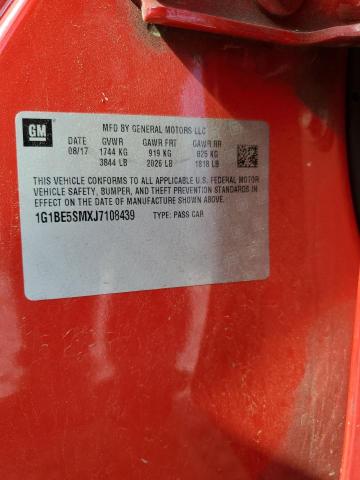 GM
MFD BY GENERAL MOTORS LLC
DATE GVWR GAWR FRT GAWR RR
08/17 1744 KG 919 KG 825 KG
3844 LB 2026 LB 1818 LB
THIS VEHICLE CONFORMS TO ALL APPLICABLE U.S. FEDERAL MOTOR
VEHICLE SAFETY, BUMPER, AND THEFT PREVENTION STANDARDS IN
EFFECT ON THE DATE OF MANUFACTURE SHOWN ABOVE.
1G1BE5SMXJ7108439 TYPE: PASS CAR